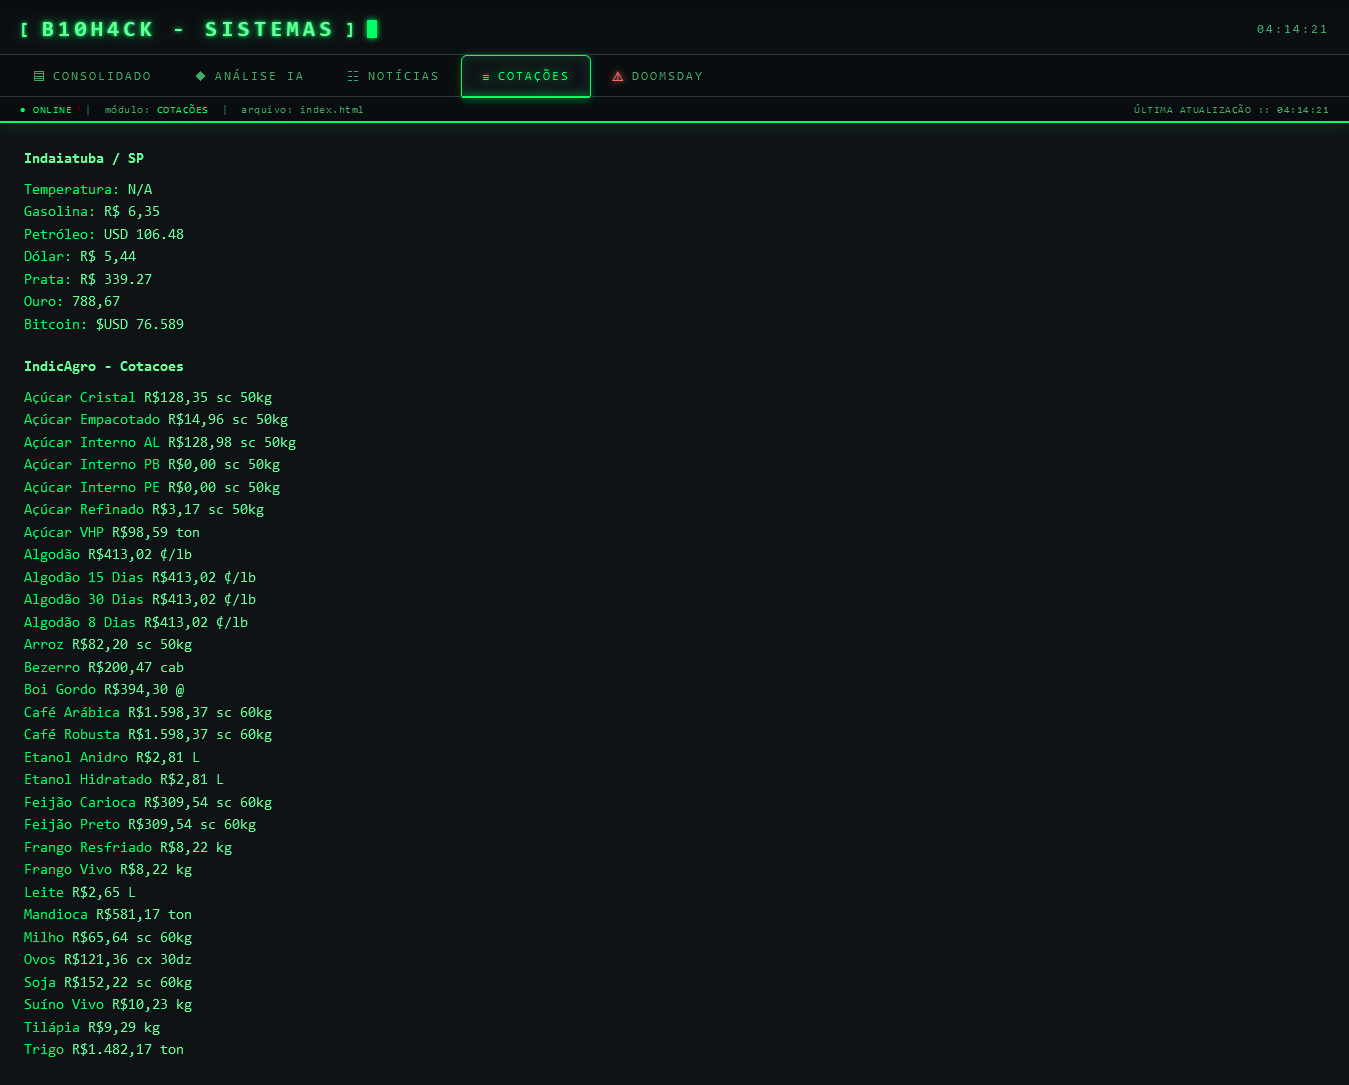 [ B10H4CK - SISTEMAS ]
04:14:21
CONSOLIDADO
ANÁLISE IA
NOTÍCIAS
COTAÇÕES
DOOMSDAY
● ONLINE | módulo: COTAÇÕES | arquivo: index.html
ÚLTIMA ATUALIZAÇÃO :: 04:14:21
Indaiatuba / SP
Temperatura: N/A
Gasolina: R$ 6,35
Petróleo: USD 106.48
Dólar: R$ 5,44
Prata: R$ 339.27
Ouro: 788,67
Bitcoin: $USD 76.589
IndicAgro - Cotacoes
Açúcar Cristal R$128,35 sc 50kg
Açúcar Empacotado R$14,96 sc 50kg
Açúcar Interno AL R$128,98 sc 50kg
Açúcar Interno PB R$0,00 sc 50kg
Açúcar Interno PE R$0,00 sc 50kg
Açúcar Refinado R$3,17 sc 50kg
Açúcar VHP R$98,59 ton
Algodão R$413,02 ₵/lb
Algodão 15 Dias R$413,02 ₵/lb
Algodão 30 Dias R$413,02 ₵/lb
Algodão 8 Dias R$413,02 ₵/lb
Arroz R$82,20 sc 50kg
Bezerro R$200,47 cab
Boi Gordo R$394,30 @
Café Arábica R$1.598,37 sc 60kg
Café Robusta R$1.598,37 sc 60kg
Etanol Anidro R$2,81 L
Etanol Hidratado R$2,81 L
Feijão Carioca R$309,54 sc 60kg
Feijão Preto R$309,54 sc 60kg
Frango Resfriado R$8,22 kg
Frango Vivo R$8,22 kg
Leite R$2,65 L
Mandioca R$581,17 ton
Milho R$65,64 sc 60kg
Ovos R$121,36 cx 30dz
Soja R$152,22 sc 60kg
Suíno Vivo R$10,23 kg
Tilápia R$9,29 kg
Trigo R$1.482,17 ton